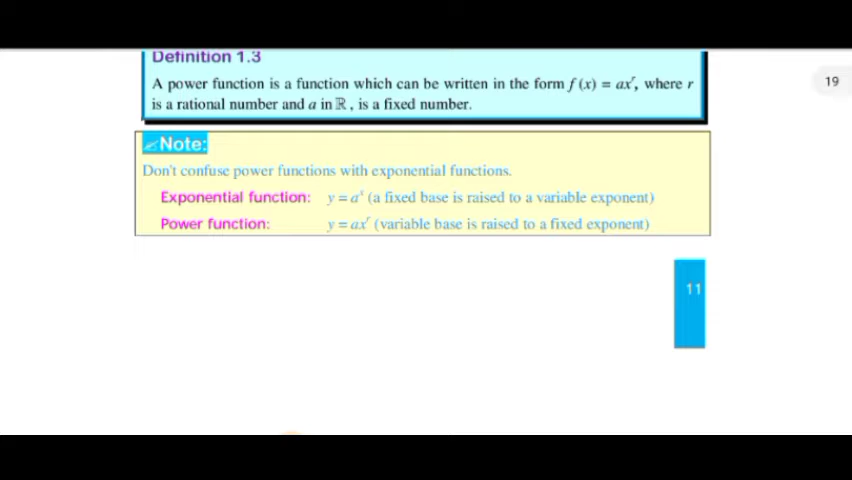 Definition 1.3
A power function is a function which can be written in the form f (x) = axʳ, where r
is a rational number and a in ℝ, is a fixed number.
19
Note:
Don't confuse power functions with exponential functions.
Exponential function: y = aˣ (a fixed base is raised to a variable exponent)
Power function: y = axʳ (variable base is raised to a fixed exponent)
11